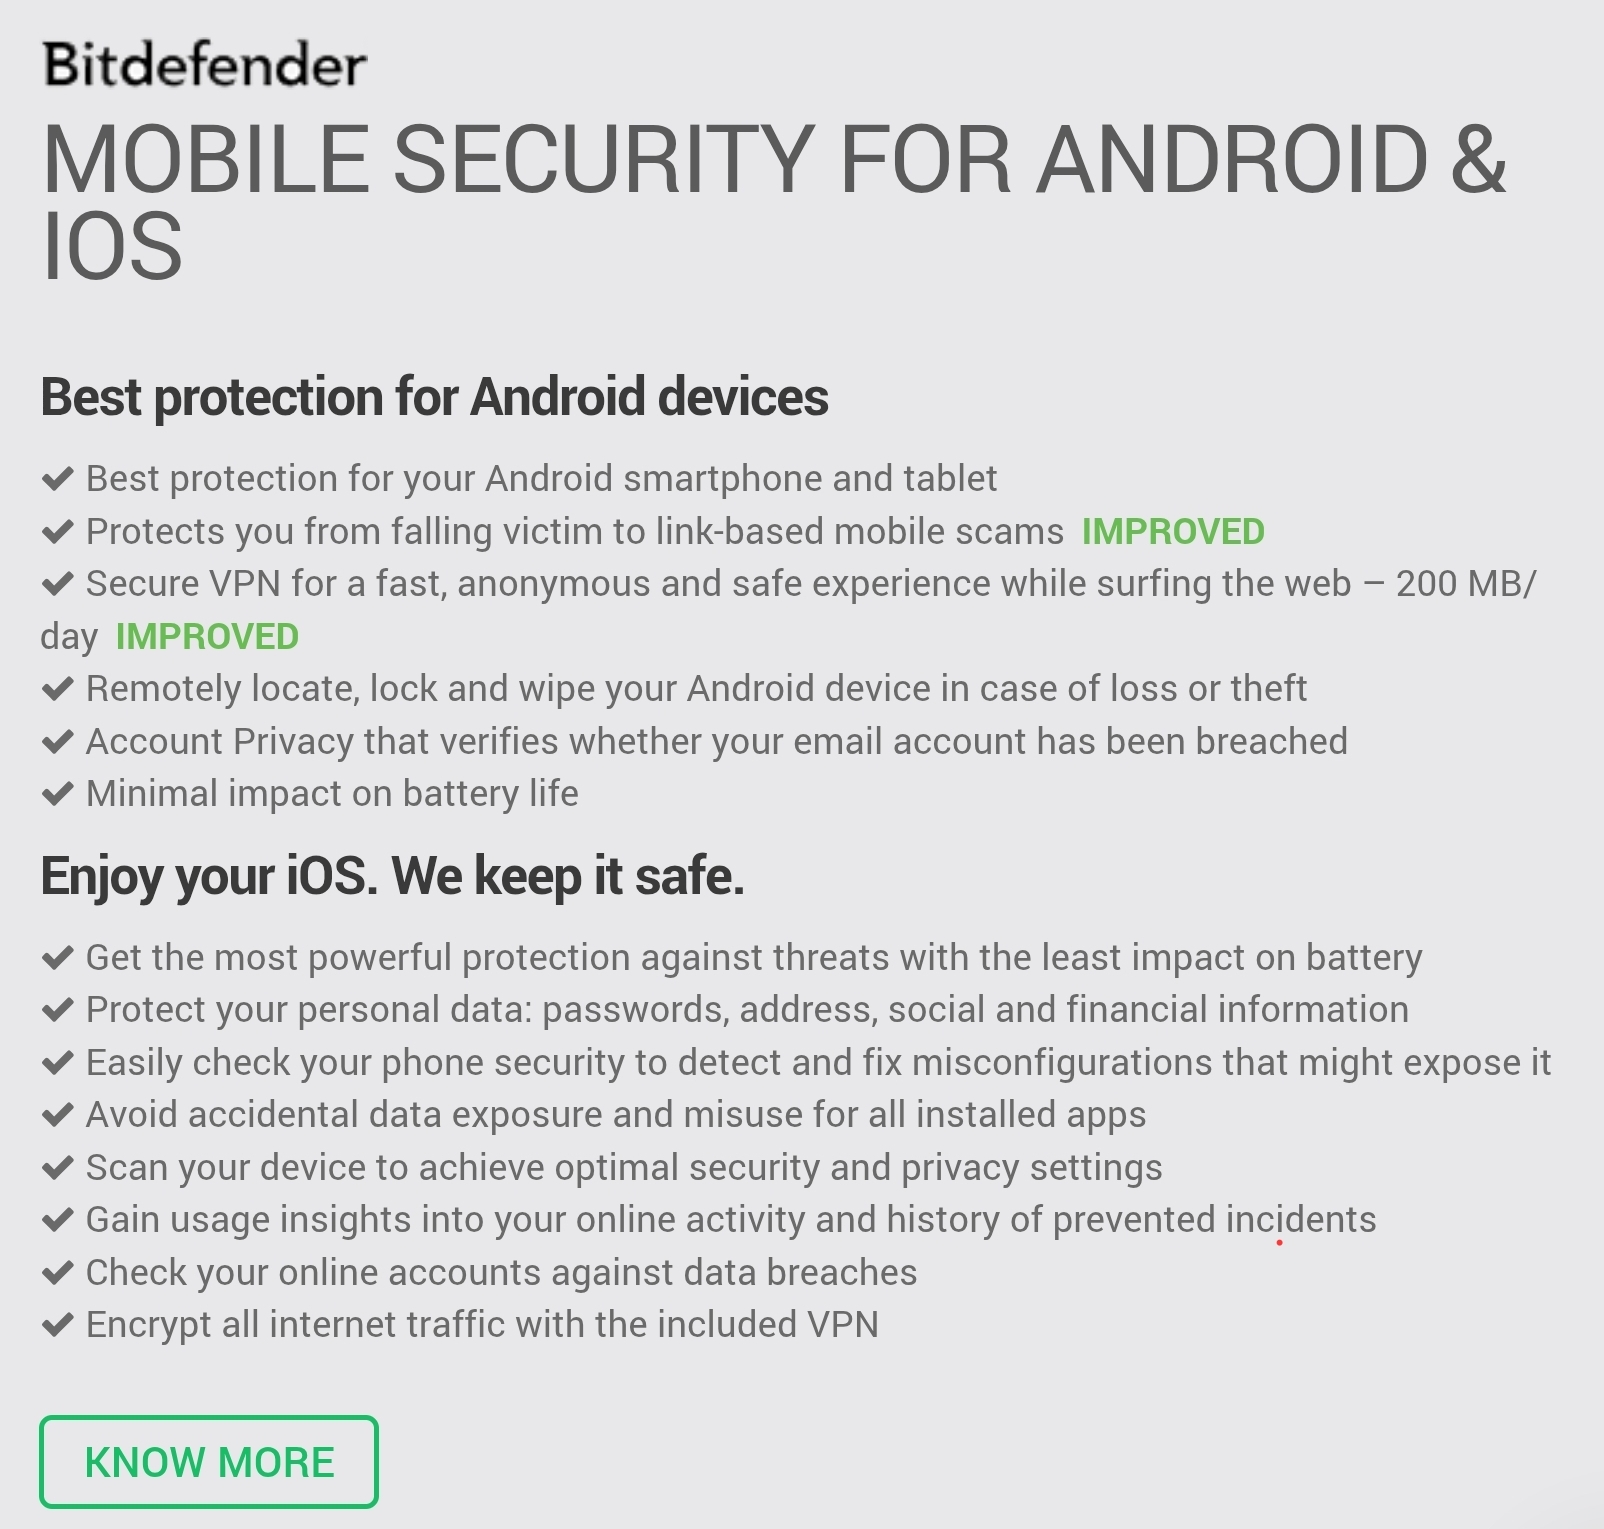 Bitdefender
MOBILE SECURITY FOR ANDROID &
IOS
Best protection for Android devices
✔ Best protection for your Android smartphone and tablet
✔ Protects you from falling victim to link-based mobile scams IMPROVED
✔ Secure VPN for a fast, anonymous and safe experience while surfing the web – 200 MB/
day IMPROVED
✔ Remotely locate, lock and wipe your Android device in case of loss or theft
✔ Account Privacy that verifies whether your email account has been breached
✔ Minimal impact on battery life
Enjoy your iOS. We keep it safe.
✔ Get the most powerful protection against threats with the least impact on battery
✔ Protect your personal data: passwords, address, social and financial information
✔ Easily check your phone security to detect and fix misconfigurations that might expose it
✔ Avoid accidental data exposure and misuse for all installed apps
✔ Scan your device to achieve optimal security and privacy settings
✔ Gain usage insights into your online activity and history of prevented incidents
✔ Check your online accounts against data breaches
✔ Encrypt all internet traffic with the included VPN
KNOW MORE